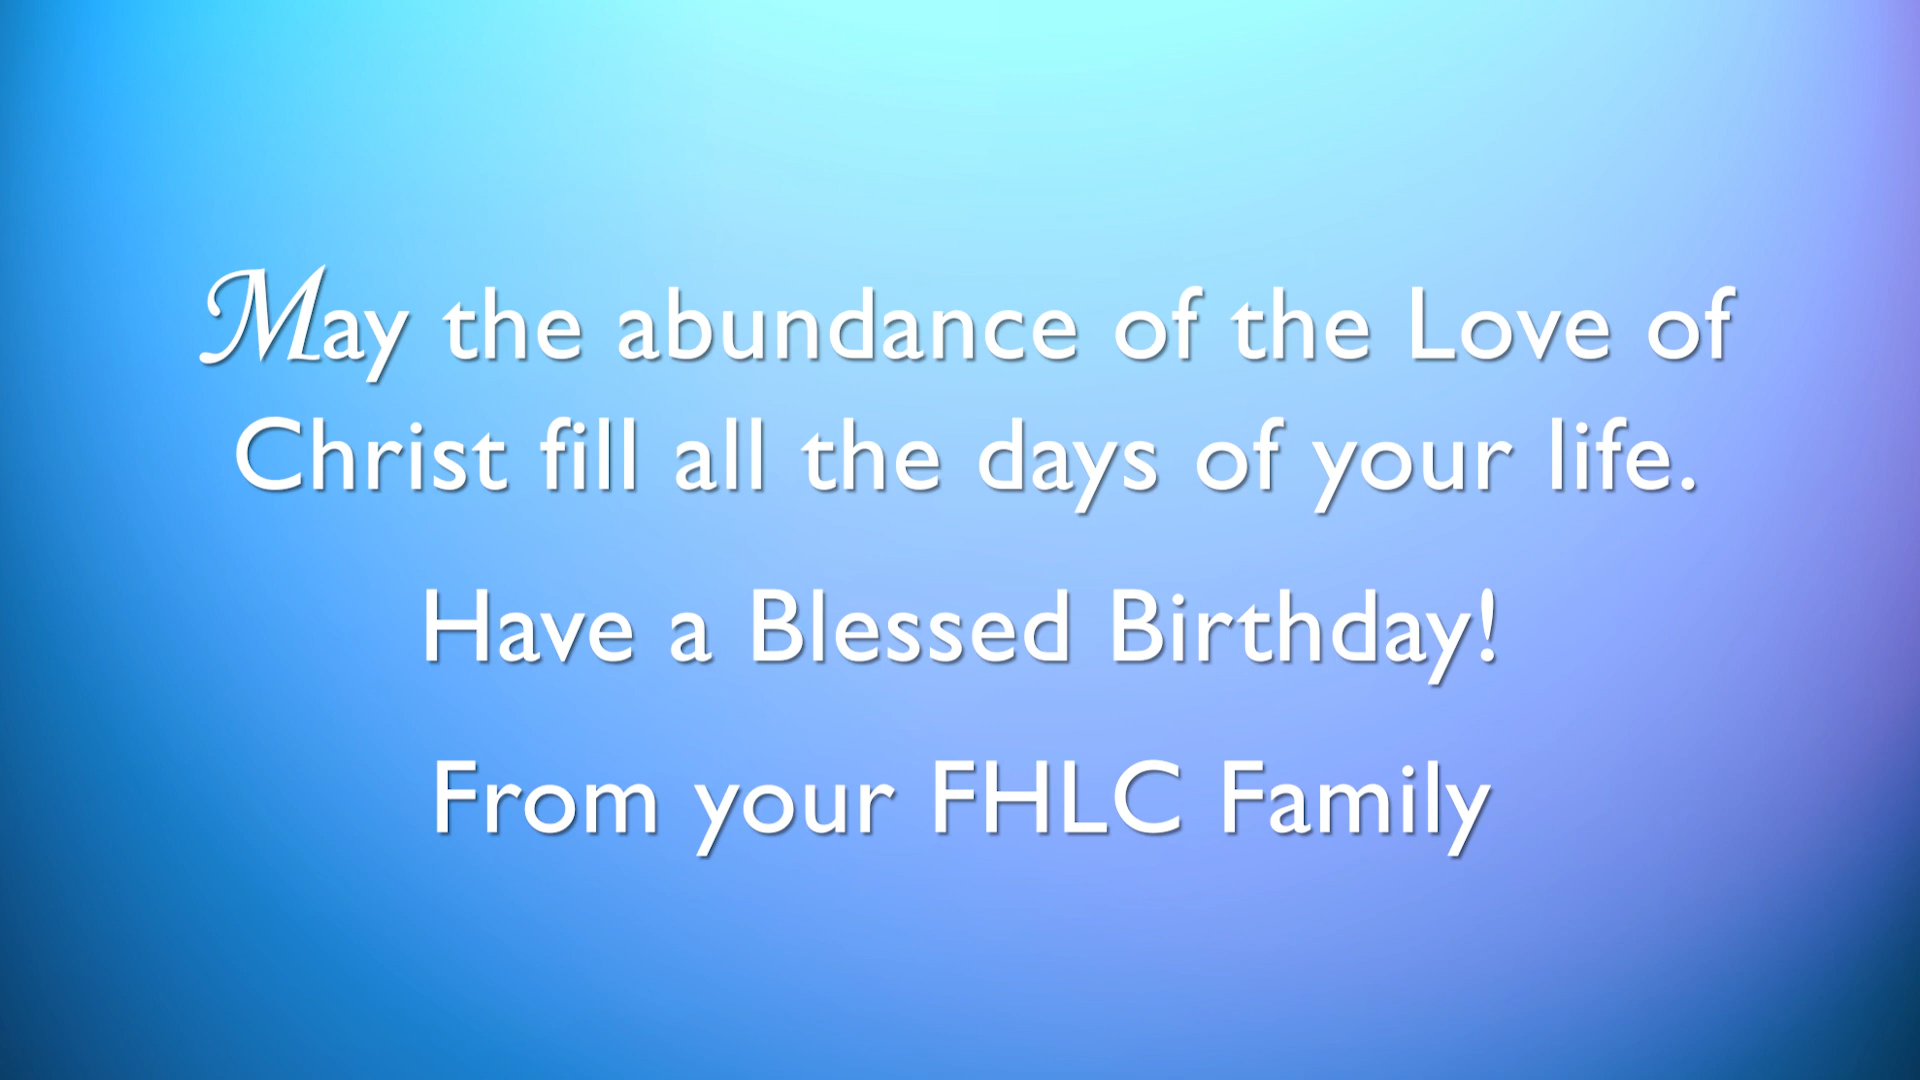 May the abundance of the Love of
Christ fill all the days of your life.
Have a Blessed Birthday!
From your FHLC Family